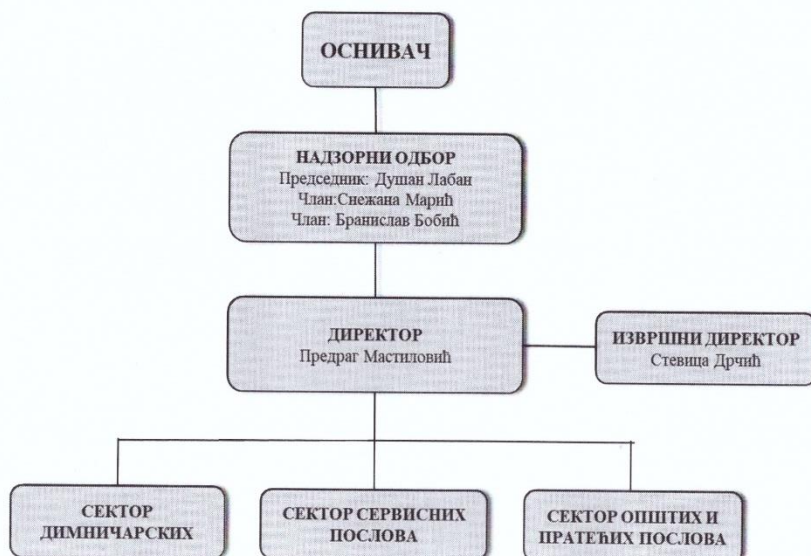 ОСНИВАЧ
НАДЗОРНИ ОДБОР
Председник: Душан Лабан
Члан:Снежана Марић
Члан: Бранислав Бобић
ДИРЕКТОР
Предраг Мастиловић
ИЗВРШНИ ДИРЕКТОР
Стевица Дрчић
СЕКТОР
ДИМНИЧАРСКИХ
СЕКТОР СЕРВИСНИХ
ПОСЛОВА
СЕКТОР ОПШТИХ И
ПРАТЕЋИХ ПОСЛОВА